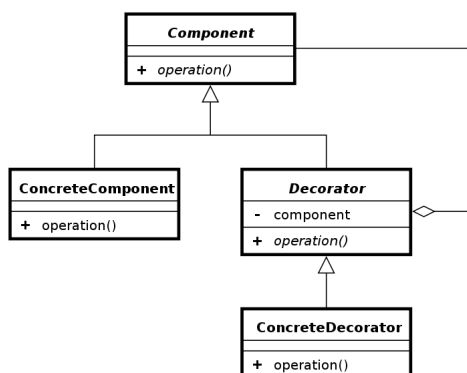 Component
+ operation()
ConcreteComponent
+ operation()
Decorator
- component
+ operation()
ConcreteDecorator
+ operation()